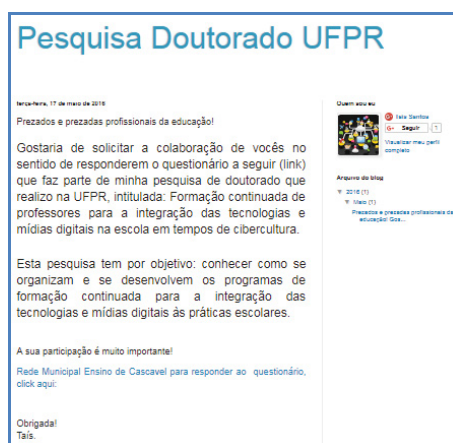 Pesquisa Doutorado UFPR
terça-feira, 17 de maio de 2016
Prezados e prezadas profissionais da educação!
Gostaria de solicitar a colaboração de vocês no
sentido de responderem o questionário a seguir (link)
que faz parte de minha pesquisa de doutorado que
realizo na UFPR, intitulada: Formação continuada de
professores para a integração das tecnologias e
mídias digitais na escola em tempos de cibercultura.
Esta pesquisa tem por objetivo: conhecer como se
organizam e se desenvolvem os programas de
formação continuada para a integração das
tecnologias e mídias digitais às práticas escolares.
A sua participação é muito importante!
Rede Municipal Ensino de Cascavel para responder ao questionário,
click aqui:
Obrigada!
Taís.
Quem sou eu
Santos
G+ Seguir 1
Visualizar meu perfil
completo
Arquivo do blog
▼ 2016 (1)
▼ Maio (1)
Prezados e prezadas profissionais da
educação! Gos...